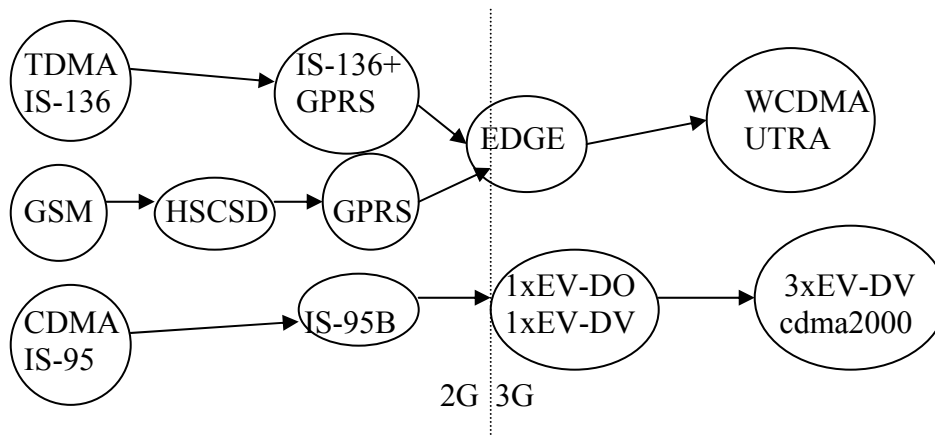 TDMA
IS-136
IS-136+
GPRS
EDGE
WCDMA
UTRA
GSM
HSCSD
GPRS
CDMA
IS-95
IS-95B
1xEV-DO
1xEV-DV
3xEV-DV
cdma2000
2G
3G